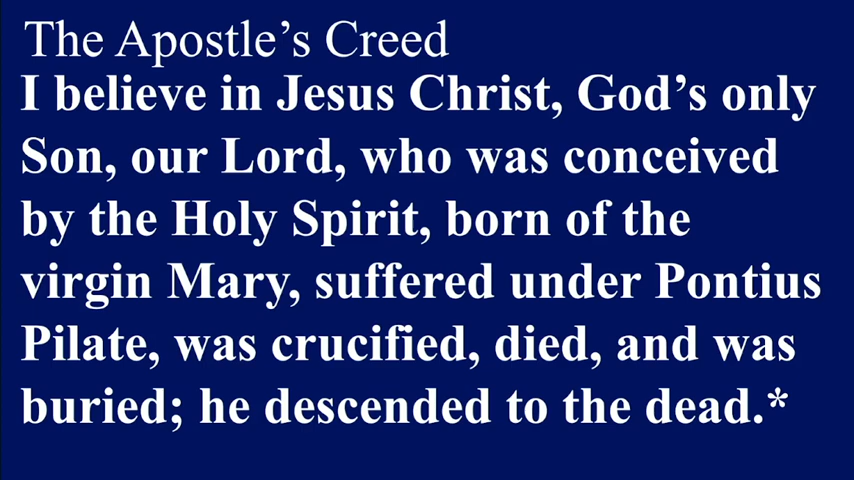 The Apostle’s Creed
I believe in Jesus Christ, God’s only
Son, our Lord, who was conceived
by the Holy Spirit, born of the
virgin Mary, suffered under Pontius
Pilate, was crucified, died, and was
buried; he descended to the dead.*